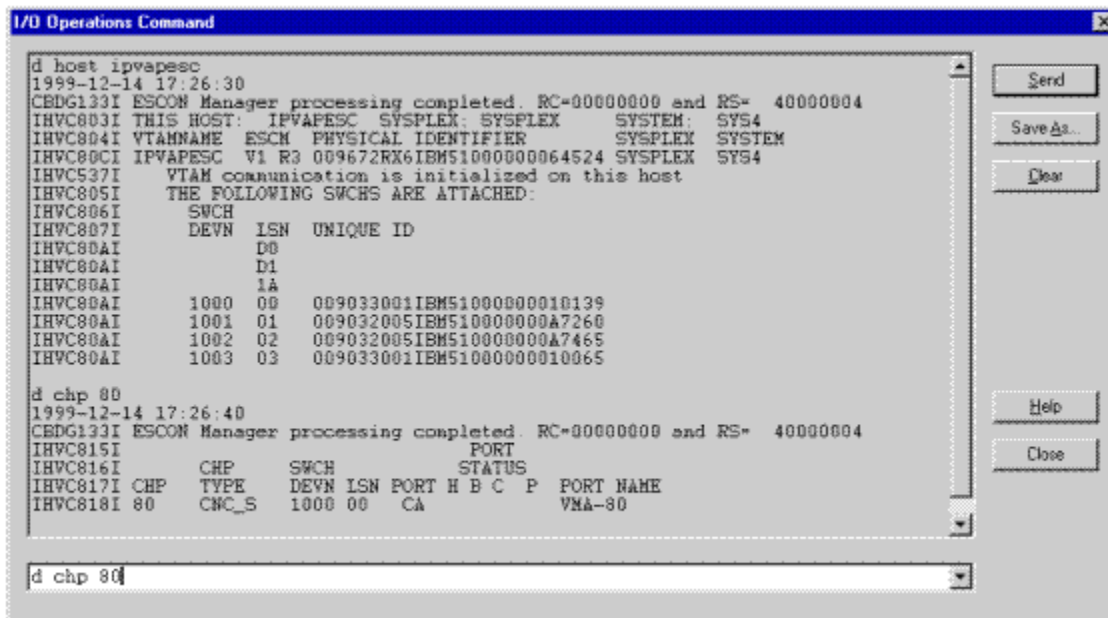 I/O Operations Command
d host ipvapesc
1999-12-14 17:26:30
CBDG133I ESCON Manager processing completed. RC=00000000 and RS= 40000004
IHVC803I THIS HOST: IPVAPESC SYSPLEX: SYSPLEX SYSTEM: SYS4
IHVC804I VTAMNAME ESCM PHYSICAL IDENTIFIER SYSPLEX SYSTEM
IHVC80CI IPVAPESC V1 R3 009672RX6IBM51000000064524 SYSPLEX SYS4
IHVC537I VTAM communication is initialized on this host
IHVC805I THE FOLLOWING SWCHS ARE ATTACHED:
IHVC806I SWCH
IHVC807I DEVN LSN UNIQUE ID
IHVC80AI D0
IHVC80AI D1
IHVC80AI 1A
IHVC80AI 1000 00 009033001IBM51000000010139
IHVC80AI 1001 01 009032005IBM510000000A7260
IHVC80AI 1002 02 009032005IBM510000000A7465
IHVC80AI 1003 03 009033001IBM51000000010065
d chp 80
1999-12-14 17:26:40
CBDG133I ESCON Manager processing completed. RC=00000000 and RS= 40000004
IHVC815I PORT
IHVC816I CHP SWCH STATUS
IHVC817I CHP TYPE DEVN LSN PORT H B C P PORT NAME
IHVC818I 80 CNC_S 1000 00 CA VMA-80
d chp 80
Send
Save As...
Clear
Help
Close